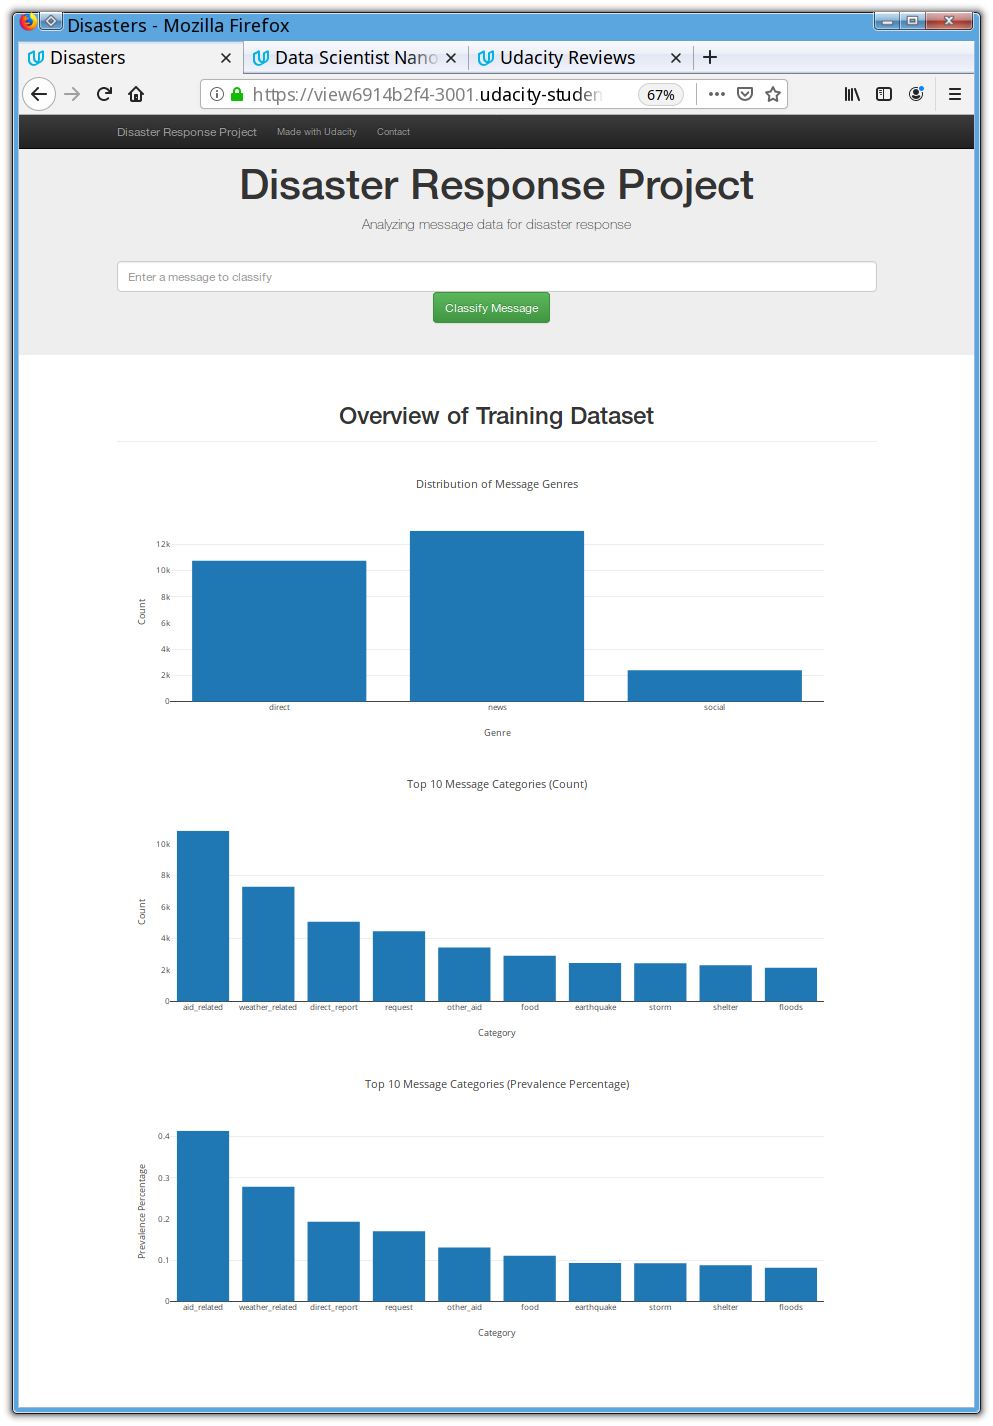 Disasters - Mozilla Firefox
Disasters
Data Scientist Nano
Udacity Reviews
https://view6914b2f4-3001.udacity-studen
67%
Disaster Response Project
Made with Udacity
Contact
Disaster Response Project
Analyzing message data for disaster response
Enter a message to classify
Classify Message
Overview of Training Dataset
Distribution of Message Genres
12k
10k
8k
6k
4k
2k
0
Count
direct
news
social
Genre
Top 10 Message Categories (Count)
10k
8k
6k
4k
2k
0
Count
aid_related
weather_related
direct_report
request
other_aid
food
earthquake
storm
shelter
floods
Category
Top 10 Message Categories (Prevalence Percentage)
0.4
0.3
0.2
0.1
0
Prevalence Percentage
aid_related
weather_related
direct_report
request
other_aid
food
earthquake
storm
shelter
floods
Category